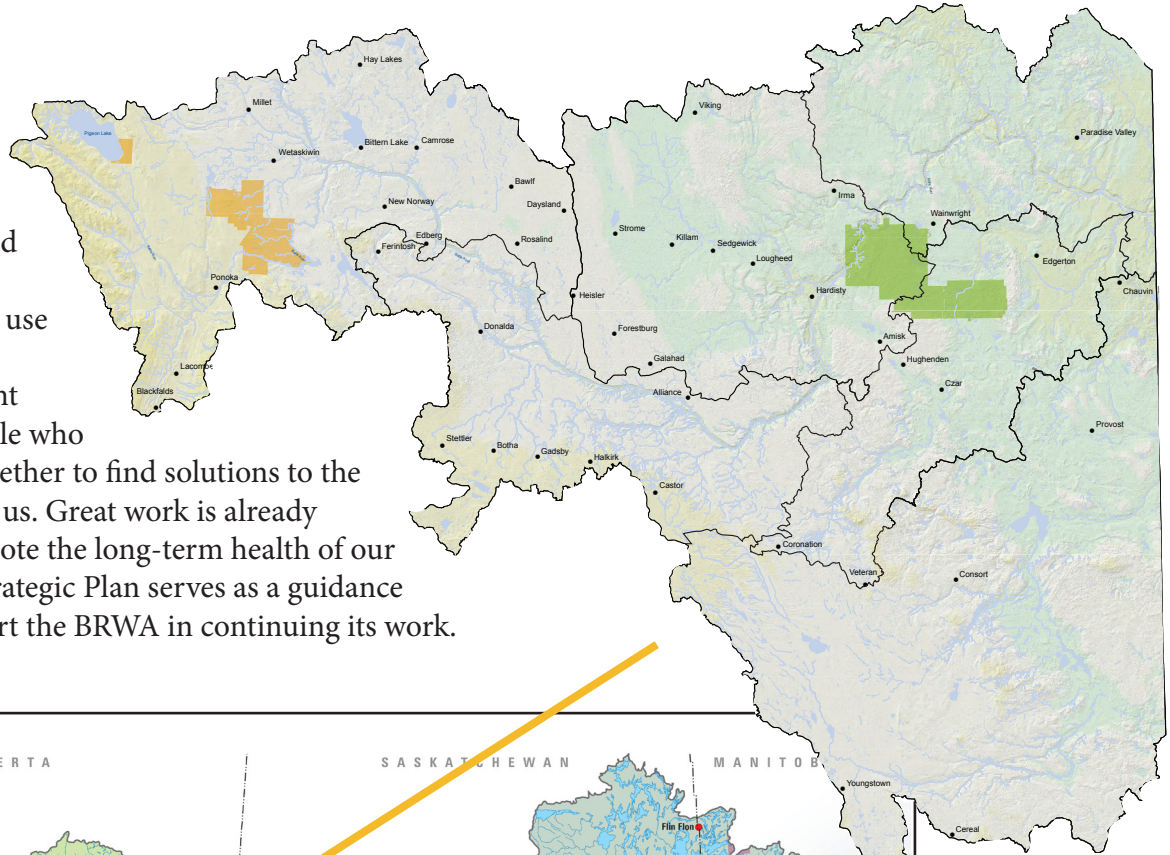 Hay Lakes
Millet
Viking
Pigeon Lake
Paradise Valley
Wetaskiwin
Bittern Lake
Camrose
Bawlf
Irma
New Norway
Daysland
Wainwright
Strome
Killam
Edberg
Rosalind
Sedgewick
Ferintosh
Lougheed
Edgerton
Ponoka
Heisler
Hardisty
Chauvin
Donalda
Forestburg
Amisk
Galahad
Hughenden
Lacombe
Czar
Blackfalds
Alliance
Provost
Stettler
Botha
Gadsby
Halkirk
Castor
Coronation
Veteran
Consort
Youngstown
Cereal
d
use
nt
le who
ether to find solutions to the
us. Great work is already
ote the long-term health of our
rategic Plan serves as a guidance
rt the BRWA in continuing its work.
ERTA
SASKATCHEWAN
MANITOB
Flin Flon